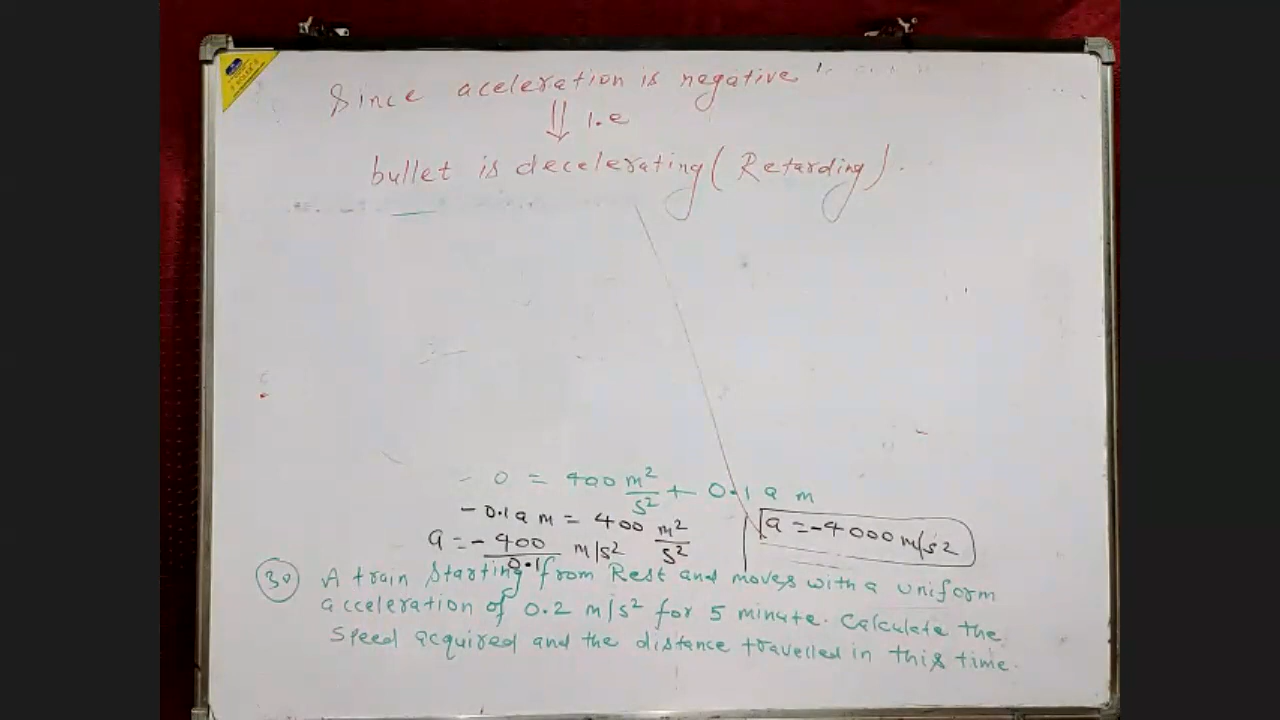 Since aceleration is negative
⇓ i.e
bullet is decelerating (Retarding).
- 0 = 400 m²/s² + 0.1 a m
- 0.1 a m = 400 m²/s²
a = - 400/0.1 m/s²
a = - 4000 m/s²
30 A train starting from Rest and moves with a uniform
acceleration of 0.2 m/s² for 5 minute. Calculate the
Speed acquired and the distance travelled in this time.